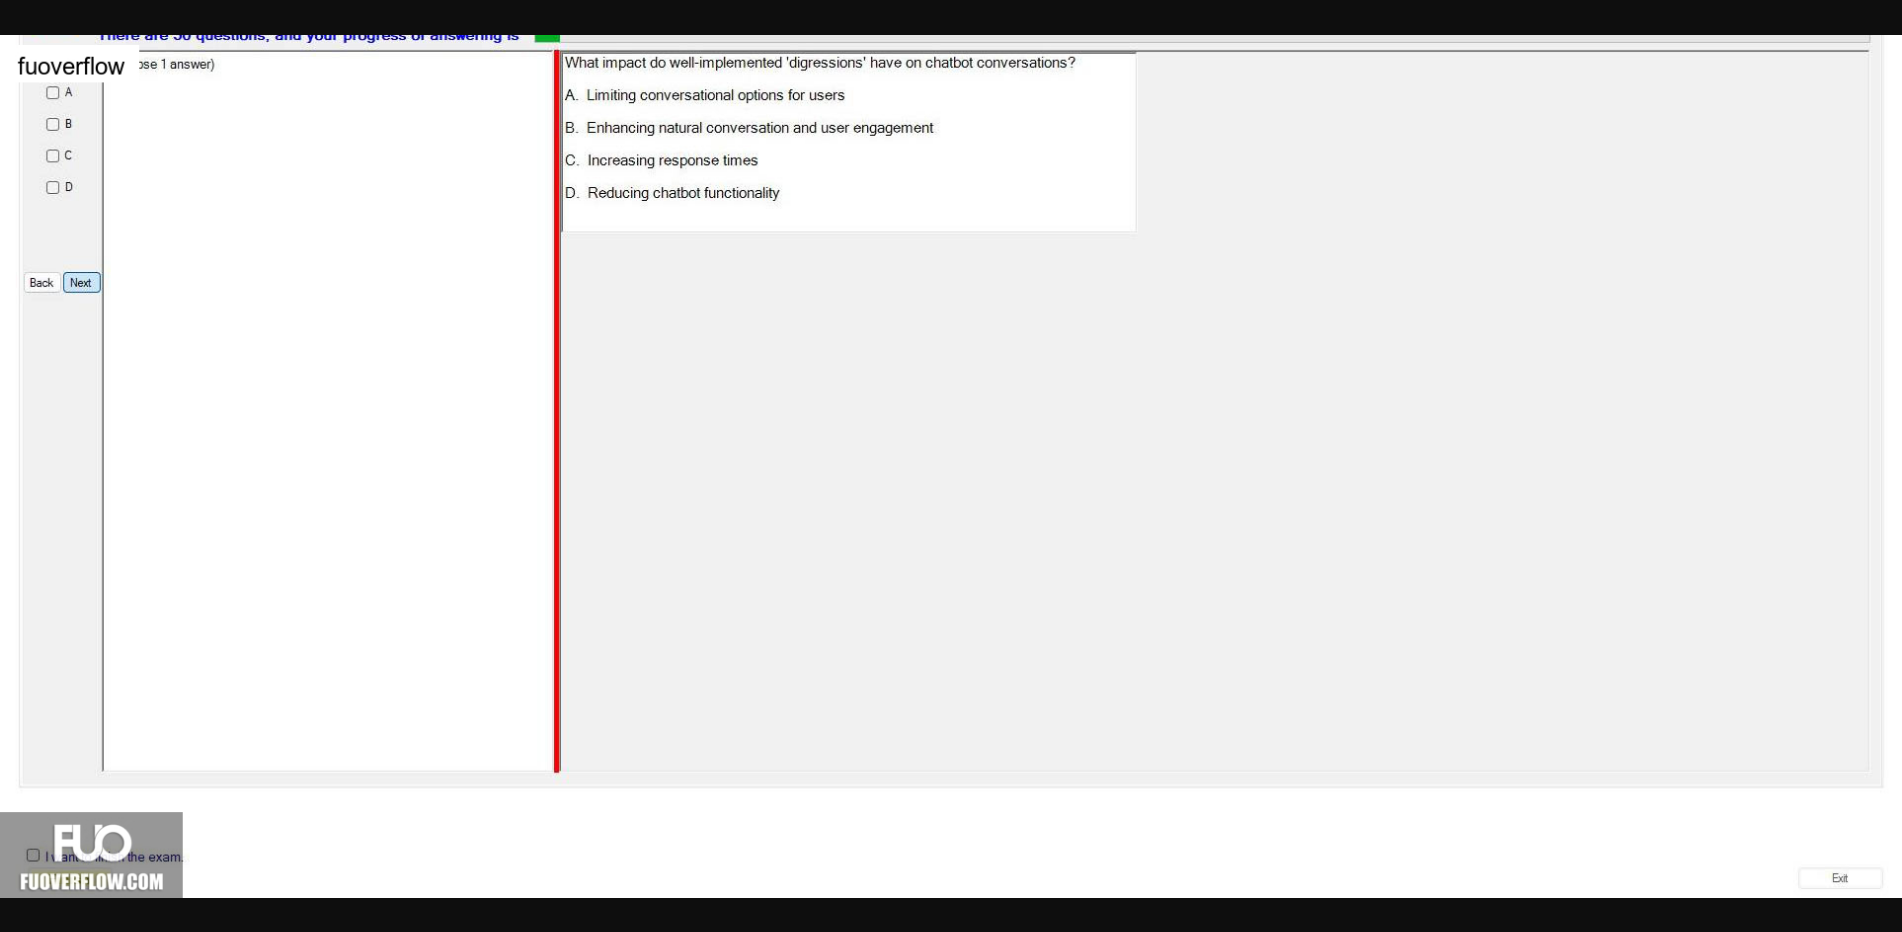 There are 50 questions, and your progress of answering is
fuoverflow
ose 1 answer)
A
B
C
D
Back
Next
What impact do well-implemented 'digressions' have on chatbot conversations?
A. Limiting conversational options for users
B. Enhancing natural conversation and user engagement
C. Increasing response times
D. Reducing chatbot functionality
FUO
I want the exam.
FUOVERFLOW.COM
Exit